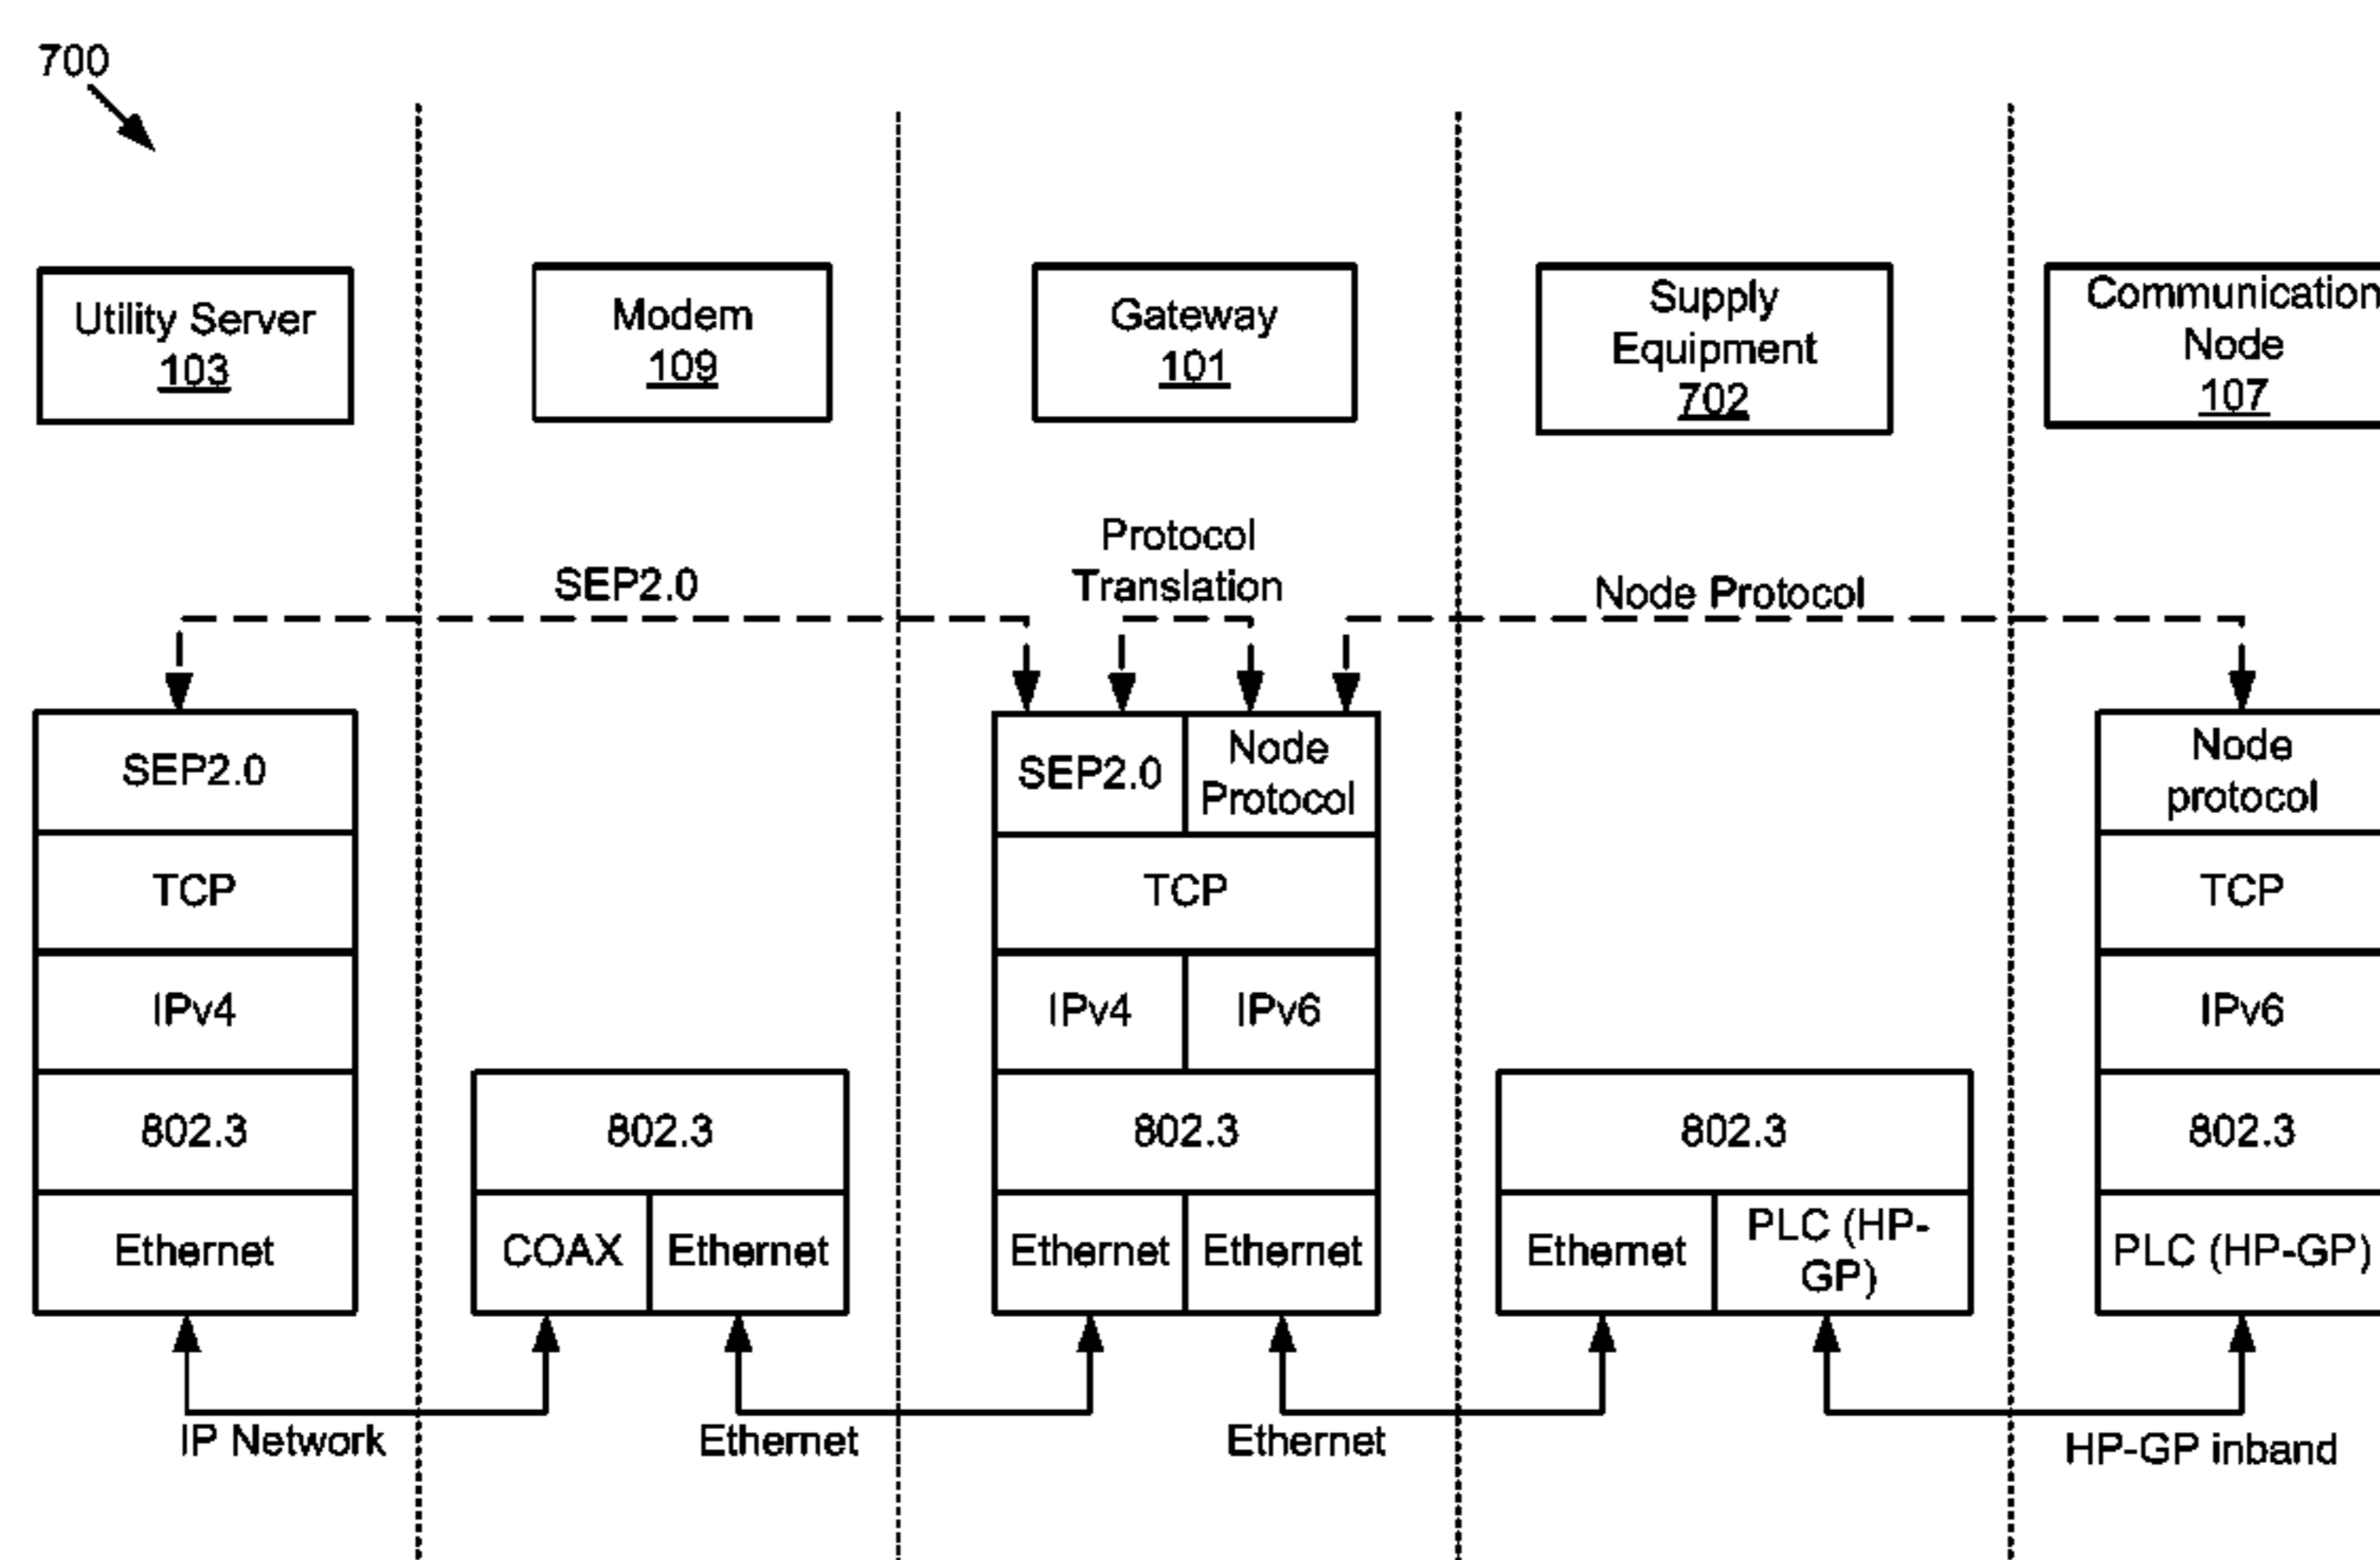 700
Utility Server
103
Modem
109
Gateway
101
Supply
Equipment
702
Communication
Node
107
SEP2.0
Protocol
Translation
Node Protocol
SEP2.0
TCP
IPv4
802.3
Ethernet
802.3
COAX
Ethernet
SEP2.0
Node
Protocol
TCP
IPv4
IPv6
802.3
Ethernet
Ethernet
802.3
Ethernet
PLC (HP-
GP)
Node
protocol
TCP
IPv6
802.3
PLC (HP-GP)
IP Network
Ethernet
Ethernet
HP-GP inband